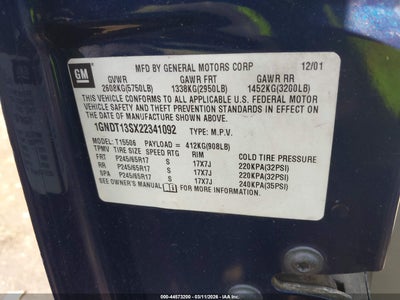 GM
MFD BY GENERAL MOTORS CORP 12/01
GVWR GAWR FRT GAWR RR
2608KG(5750LB) 1338KG(2950LB) 1452KG(3200LB)
THIS VEHICLE CONFORMS TO ALL APPLICABLE U.S. FEDERAL MOTOR
VEHICLE SAFETY AND THEFT PREVENTION STANDARDS IN EFFECT ON
THE DATE OF MANUFACTURE SHOWN ABOVE.
1GNDT13SX22341092 TYPE: M.P.V.
MODEL: T15506 PAYLOAD = 412KG(908LB)
TPMV TIRE SIZE SPEED RTG RIM COLD TIRE PRESSURE
FRT P245/65R17 S 17X7J 220KPA(32PSI)
RR P245/65R17 S 17X7J 220KPA(32PSI)
SPA P245/65R17 S 17X7J 240KPA(35PSI)
SEE OWNER'S MANUAL FOR MORE INFORMATION
000-44573200 - 03/11/2026 - IAA Inc.